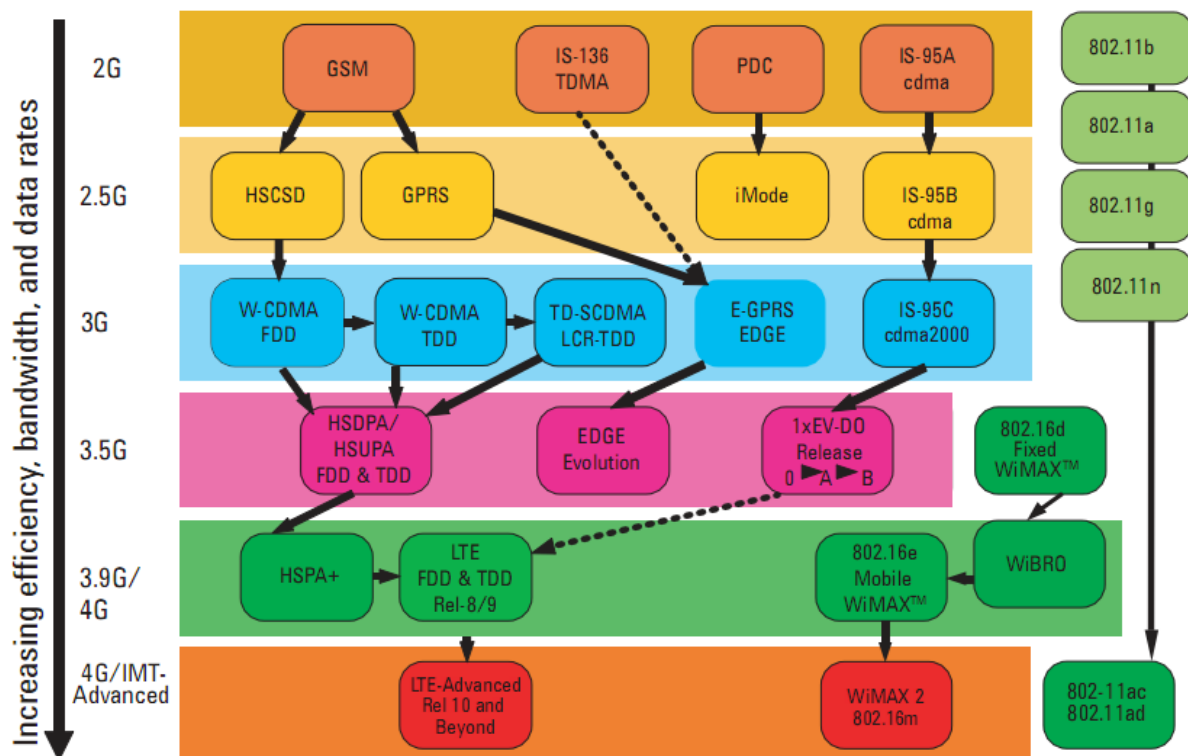 Increasing efficiency, bandwidth, and data rates
2G
GSM
IS-136
TDMA
PDC
IS-95A
cdma
802.11b
802.11a
2.5G
HSCSD
GPRS
iMode
IS-95B
cdma
802.11g
802.11n
3G
W-CDMA
FDD
W-CDMA
TDD
TD-SCDMA
LCR-TDD
E-GPRS
EDGE
IS-95C
cdma2000
3.5G
HSDPA/
HSUPA
FDD & TDD
EDGE
Evolution
1xEV-DO
Release
0 ► A ► B
802.16d
Fixed
WiMAX™
3.9G/
4G
HSPA+
LTE
FDD & TDD
Rel-8/9
802.16e
Mobile
WiMAX™
WiBRO
4G/IMT-
Advanced
LTE-Advanced
Rel 10 and
Beyond
WiMAX 2
802.16m
802-11ac
802.11ad